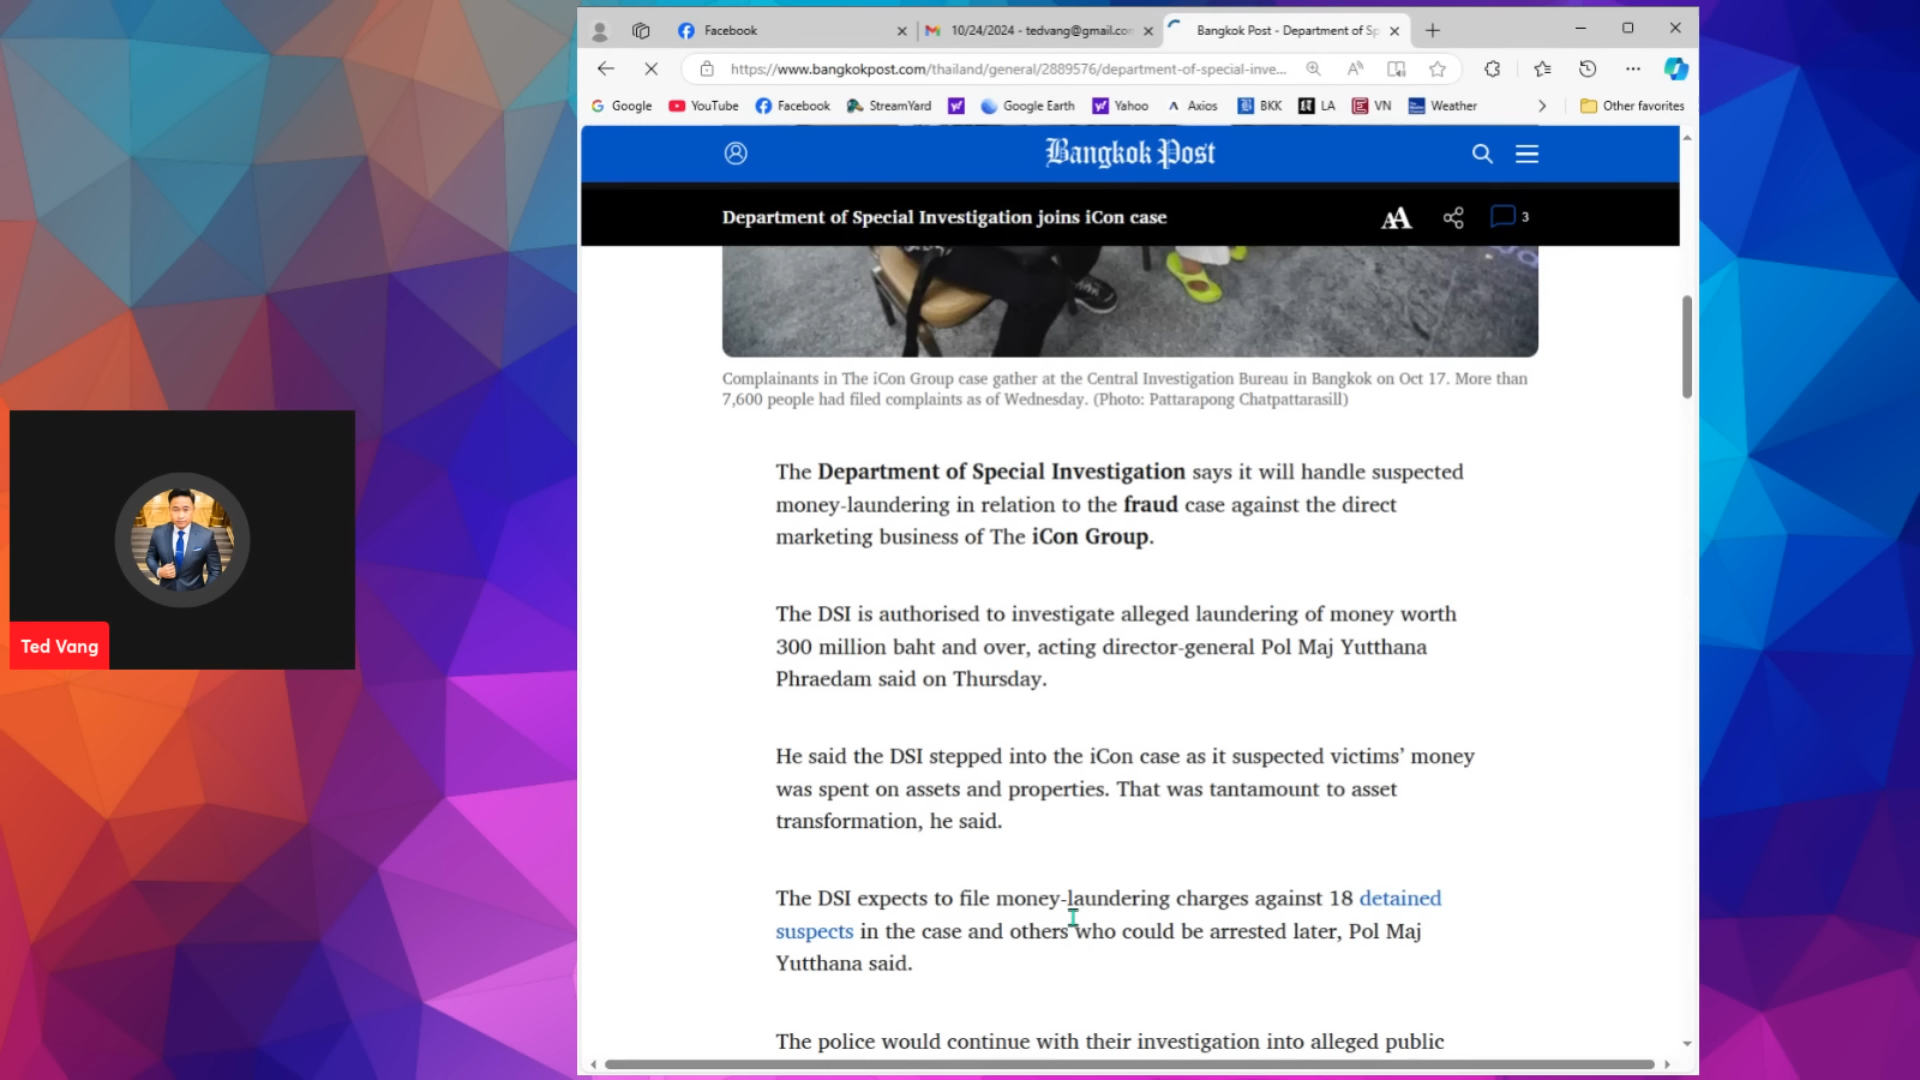 Facebook
10/24/2024 - tedvang@gmail.com
Bangkok Post - Department of Sp
https://www.bangkokpost.com/thailand/general/2889576/department-of-special-inve...
Google YouTube Facebook StreamYard Google Earth Yahoo Axios BKK LA VN Weather Other favorites
Bangkok Post
Department of Special Investigation joins iCon case
AA
3
Complainants in The iCon Group case gather at the Central Investigation Bureau in Bangkok on Oct 17. More than
7,600 people had filed complaints as of Wednesday. (Photo: Pattarapong Chatpattarasill)
The Department of Special Investigation says it will handle suspected
money-laundering in relation to the fraud case against the direct
marketing business of The iCon Group.
The DSI is authorised to investigate alleged laundering of money worth
300 million baht and over, acting director-general Pol Maj Yutthana
Phraedam said on Thursday.
He said the DSI stepped into the iCon case as it suspected victims’ money
was spent on assets and properties. That was tantamount to asset
transformation, he said.
The DSI expects to file money-laundering charges against 18 detained
suspects in the case and others who could be arrested later, Pol Maj
Yutthana said.
The police would continue with their investigation into alleged public
Ted Vang